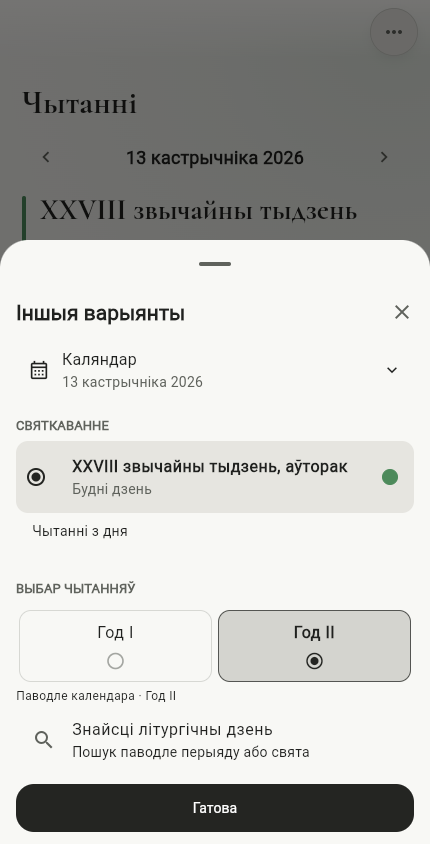 Чытанні
13 кастрычніка 2026
XXVIII звычайны тыдзень
Іншыя варыянты
Каляндар
13 кастрычніка 2026
СВЯТКАВАННЕ
XXVIII звычайны тыдзень, аўторак
Будні дзень
Чытанні з дня
ВЫБАР ЧЫТАННЯЎ
Год I
Год II
Паводле календара · Год II
Знайсці літургічны дзень
Пошук паводле перыяду або свята
Гатова